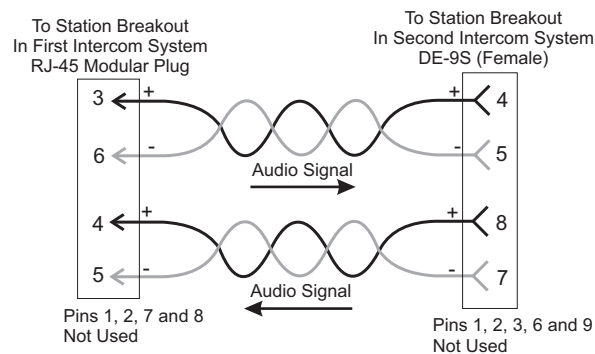 To Station Breakout
In First Intercom System
RJ-45 Modular Plug
To Station Breakout
In Second Intercom System
DE-9S (Female)
3 + + 4
6 - - 5
Audio Signal
4 + + 8
5 - - 7
Audio Signal
Pins 1, 2, 7 and 8
Not Used
Pins 1, 2, 3, 6 and 9
Not Used